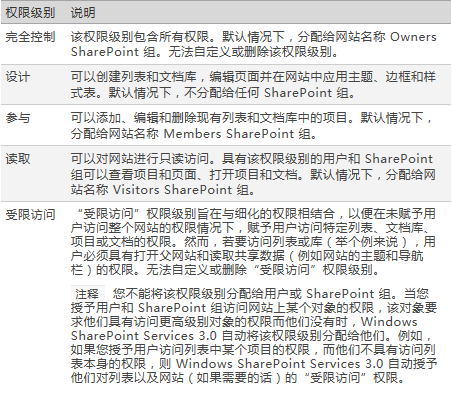 权限级别 说明
完全控制 该权限级别包含所有权限。默认情况下，分配给网站名称 Owners
SharePoint 组。无法自定义或删除该权限级别。
设计 可以创建列表和文档库，编辑页面并在网站中应用主题、边框和样
式表。默认情况下，不分配给任何 SharePoint 组。
参与 可以添加、编辑和删除现有列表和文档库中的项目。默认情况下，
分配给网站名称 Members SharePoint 组。
读取 可以对网站进行只读访问。具有该权限级别的用户和 SharePoint
组可以查看项目和页面、打开项目和文档。默认情况下，分配给网
站名称 Visitors SharePoint 组。
受限访问 “受限访问”权限级别旨在与细化的权限相结合，以便在未赋予用
户访问整个网站的权限情况下，赋予用户访问特定列表、文档库、
项目或文档的权限。然而，若要访问列表或库（举个例来说），用
户必须具有打开父网站和读取共享数据（例如网站的主题和导航
栏）的权限。无法自定义或删除“受限访问”权限级别。
注释 您不能将该权限级别分配给用户或 SharePoint 组。当您
授予用户和 SharePoint 组访问网站上某个对象的权限，该对象要
求他们具有访问更高级别对象的权限而他们没有时，Windows
SharePoint Services 3.0 自动将该权限级别分配给他们。例如，
如果您授予用户访问列表中某个项目的权限，而他们不具有访问列
表本身的权限，则 Windows SharePoint Services 3.0 自动授予
他们对列表以及网站（如果需要的话）的“受限访问”权限。